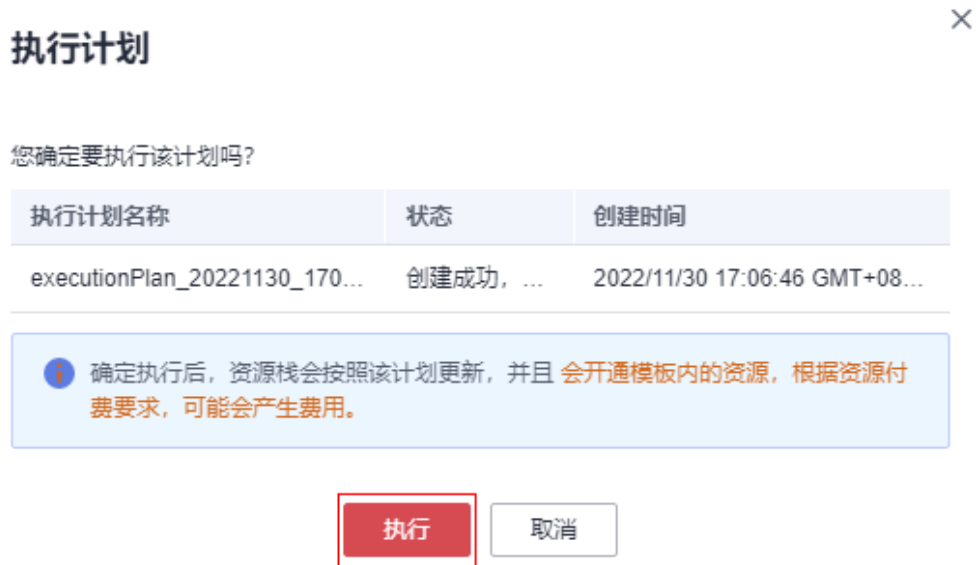 执行计划
您确定要执行该计划吗?
执行计划名称 状态 创建时间
executionPlan_20221130_170... 创建成功，... 2022/11/30 17:06:46 GMT+08...
确定执行后，资源栈会按照该计划更新，并且 会开通模板内的资源，根据资源付
费要求，可能会产生费用。
执行 取消